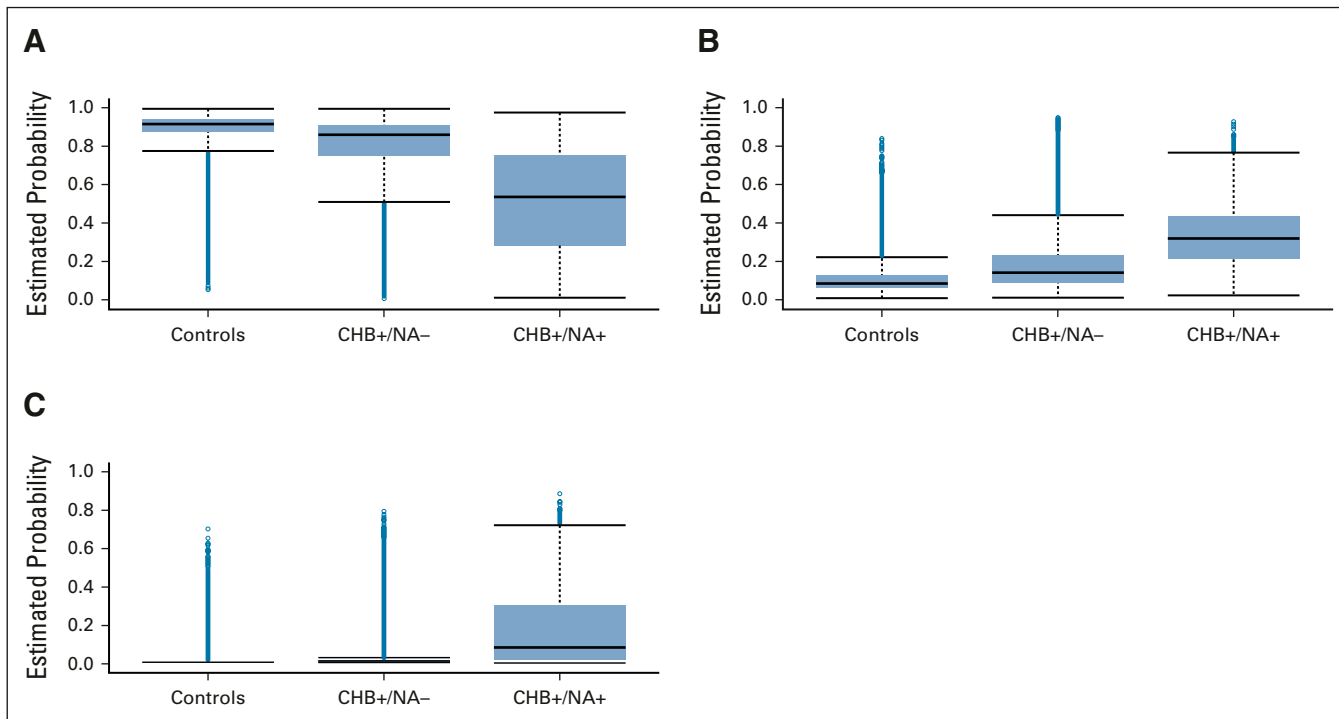 A
Estimated Probability
1.0
0.8
0.6
0.4
0.2
0.0
Controls CHB+/NA– CHB+/NA+
B
Estimated Probability
1.0
0.8
0.6
0.4
0.2
0.0
Controls CHB+/NA– CHB+/NA+
C
Estimated Probability
1.0
0.8
0.6
0.4
0.2
0.0
Controls CHB+/NA– CHB+/NA+